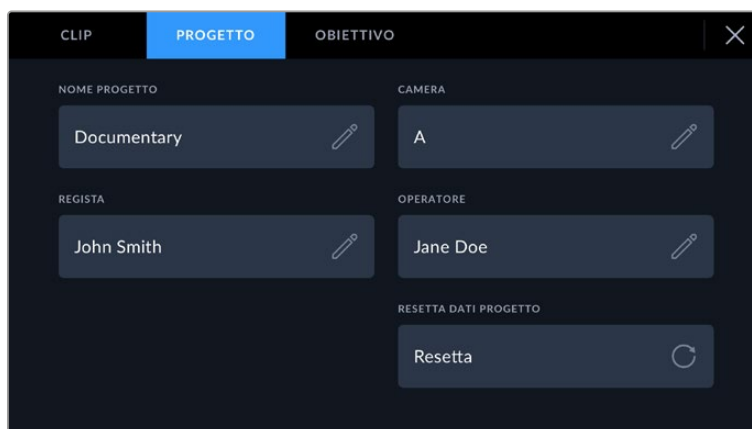 CLIP PROGETTO OBIETTIVO
NOME PROGETTO CAMERA
Documentary A
REGISTA OPERATORE
John Smith Jane Doe
RESETTA DATI PROGETTO
Resetta